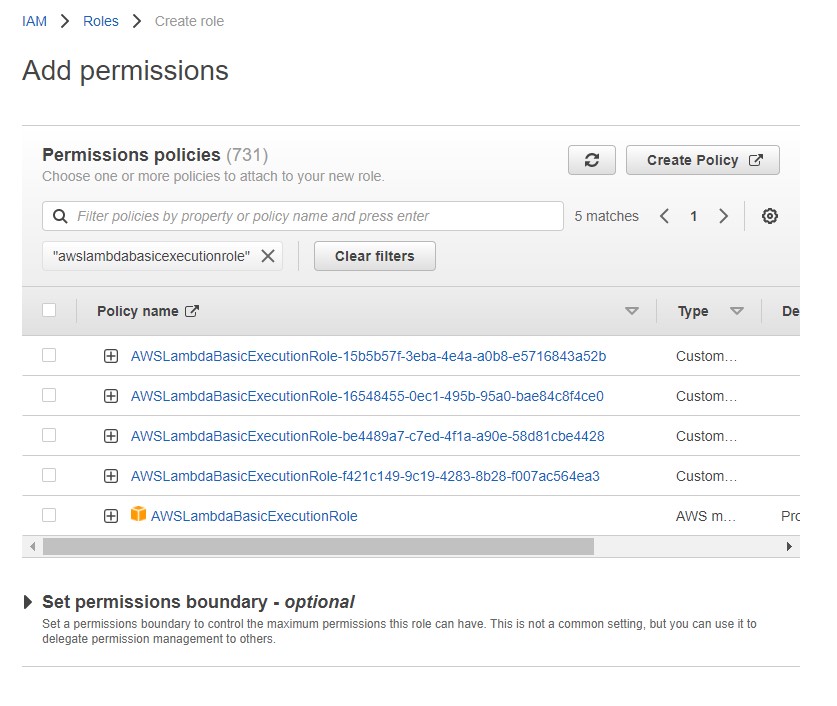 IAM > Roles > Create role
Add permissions
Permissions policies (731)
Choose one or more policies to attach to your new role.
Create Policy
Filter policies by property or policy name and press enter
5 matches
1
"awslambdabasicexecutionrole"
Clear filters
Policy name
Type
De
AWSLambdaBasicExecutionRole-15b5b57f-3eba-4e4a-a0b8-e5716843a52b
Custom…
AWSLambdaBasicExecutionRole-16548455-0ec1-495b-95a0-bae84c8f4ce0
Custom…
AWSLambdaBasicExecutionRole-be4489a7-c7ed-4f1a-a90e-58d81cbe4428
Custom…
AWSLambdaBasicExecutionRole-f421c149-9c19-4283-8b28-f007ac564ea3
Custom…
AWSLambdaBasicExecutionRole
AWS m…
Pro
Set permissions boundary - optional
Set a permissions boundary to control the maximum permissions this role can have. This is not a common setting, but you can use it to
delegate permission management to others.